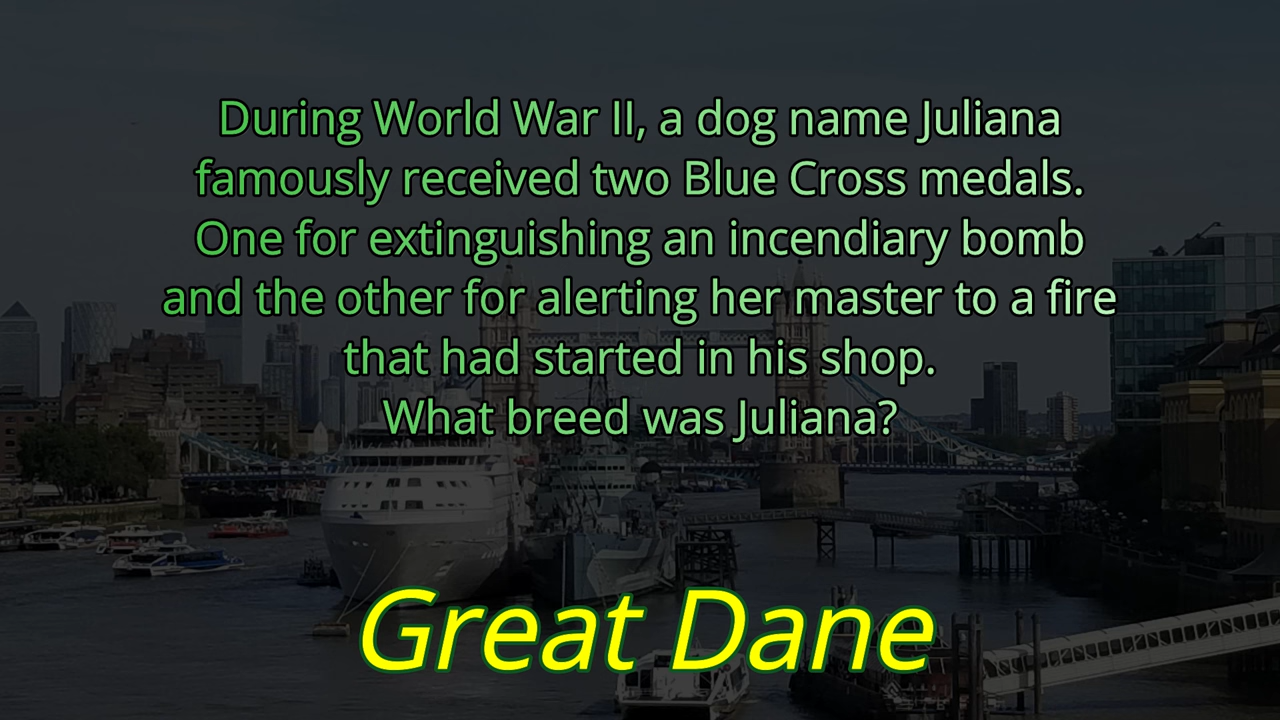 During World War II, a dog name Juliana
famously received two Blue Cross medals.
One for extinguishing an incendiary bomb
and the other for alerting her master to a fire
that had started in his shop.
What breed was Juliana?
Great Dane